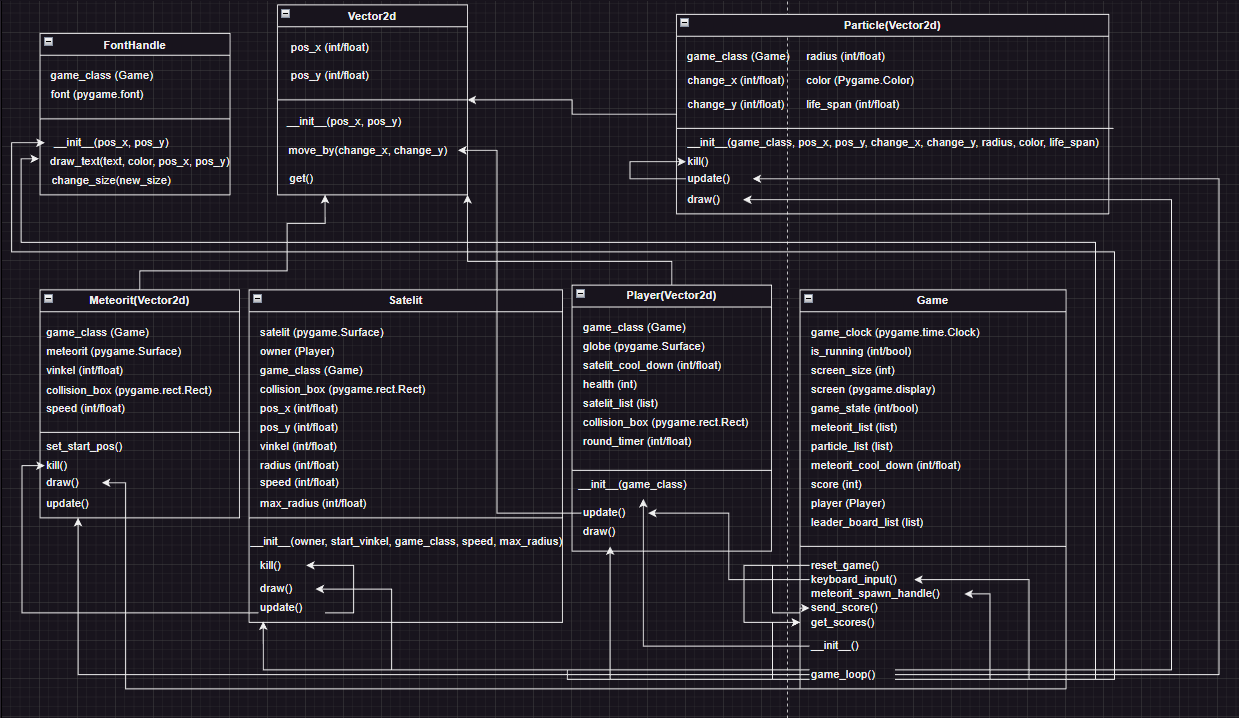 Vector2d
pos_x (int/float)
pos_y (int/float)
__init__(pos_x, pos_y)
move_by(change_x, change_y)
get()
Particle(Vector2d)
game_class (Game)
radius (int/float)
change_x (int/float)
color (Pygame.Color)
change_y (int/float)
life_span (int/float)
__init__(game_class, pos_x, pos_y, change_x, change_y, radius, color, life_span)
kill()
update()
draw()
FontHandle
game_class (Game)
font (pygame.font)
__init__(pos_x, pos_y)
draw_text(text, color, pos_x, pos_y)
change_size(new_size)
Meteorit(Vector2d)
game_class (Game)
meteorit (pygame.Surface)
vinkel (int/float)
collision_box (pygame.rect.Rect)
speed (int/float)
set_start_pos()
kill()
draw()
update()
Satelit
satelit (pygame.Surface)
owner (Player)
game_class (Game)
collision_box (pygame.rect.Rect)
pos_x (int/float)
pos_y (int/float)
vinkel (int/float)
radius (int/float)
speed (int/float)
max_radius (int/float)
__init__(owner, start_vinkel, game_class, speed, max_radius)
kill()
draw()
update()
Player(Vector2d)
game_class (Game)
globe (pygame.Surface)
satelit_cool_down (int/float)
health (int)
satelit_list (list)
collision_box (pygame.rect.Rect)
round_timer (int/float)
__init__(game_class)
update()
draw()
Game
game_clock (pygame.time.Clock)
is_running (int/bool)
screen_size (int)
screen (pygame.display)
game_state (int/bool)
meteorit_list (list)
particle_list (list)
meteorit_cool_down (int/float)
score (int)
player (Player)
leader_board_list (list)
reset_game()
keyboard_input()
meteorit_spawn_handle()
send_score()
get_scores()
__init__()
game_loop()